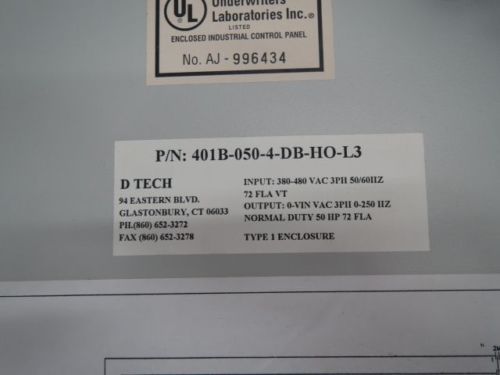 UL
Underwriters
Laboratories Inc.®
LISTED
ENCLOSED INDUSTRIAL CONTROL PANEL
No. AJ - 996434
P/N: 401B-050-4-DB-HO-L3
D TECH
94 EASTERN BLVD.
GLASTONBURY, CT 06033
PH.(860) 652-3272
FAX (860) 652-3278
INPUT: 380-480 VAC 3PH 50/60HZ
72 FLA VT
OUTPUT: 0-VIN VAC 3PH 0-250 HZ
NORMAL DUTY 50 HP 72 FLA
TYPE 1 ENCLOSURE